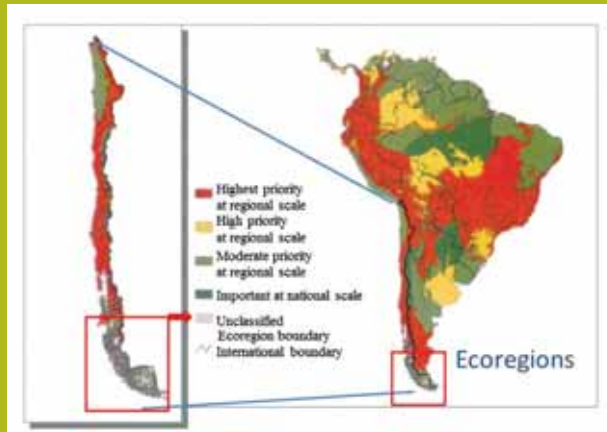 Highest priority
at regional scale
High priority
at regional scale
Moderate priority
at regional scale
Important at national scale
Unclassified
Ecoregion boundary
International boundary
Ecoregions